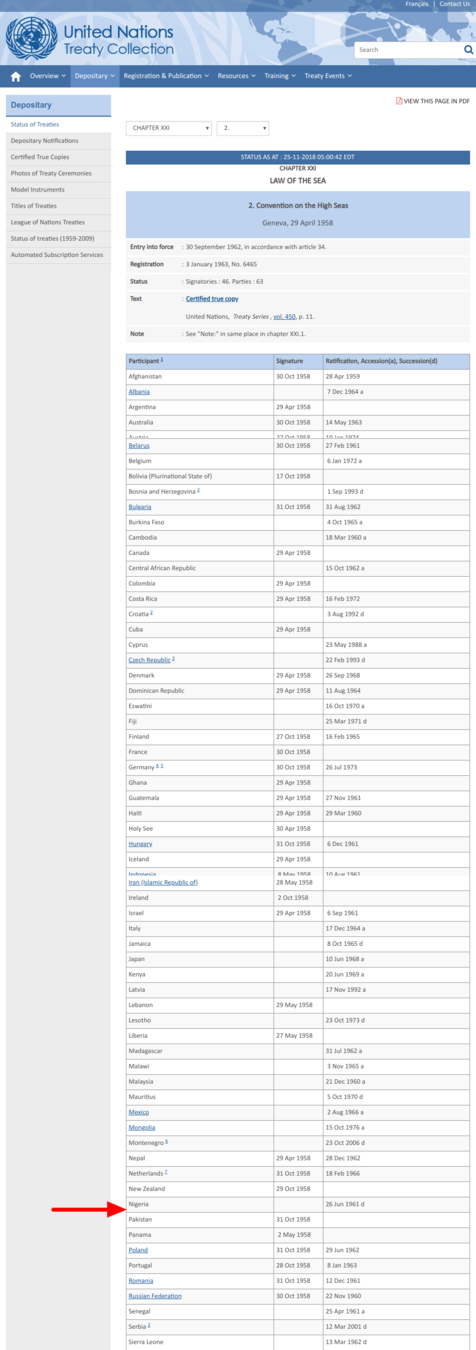 Français | Contact Us
United Nations
Treaty Collection
Search
Overview Depositary Registration & Publication Resources Training Treaty Events
Depositary
Status of Treaties
Depositary Notifications
Certified True Copies
Photos of Treaty Ceremonies
Model Instruments
Titles of Treaties
League of Nations Treaties
Status of treaties (1959-2009)
Automated Subscription Services
VIEW THIS PAGE IN PDF
CHAPTER XXI 2.
STATUS AS AT : 25-11-2018 05:00:42 EDT
CHAPTER XXI
LAW OF THE SEA
2. Convention on the High Seas
Geneva, 29 April 1958
Entry into force : 30 September 1962, in accordance with article 34.
Registration : 3 January 1963, No. 6465
Status : Signatories : 46. Parties : 63
Text : Certified true copy
United Nations, Treaty Series , vol. 450, p. 11.
Note : See "Note:" in same place in chapter XXI.1.
Participant 1 Signature Ratification, Accession(a), Succession(d)
Afghanistan 30 Oct 1958 28 Apr 1959
Albania 7 Dec 1964 a
Argentina 29 Apr 1958
Australia 30 Oct 1958 14 May 1963
Austria 27 Oct 1958 10 Jan 1974
Belarus 30 Oct 1958 27 Feb 1961
Belgium 6 Jan 1972 a
Bolivia (Plurinational State of) 17 Oct 1958
Bosnia and Herzegovina 2 1 Sep 1993 d
Bulgaria 31 Oct 1958 31 Aug 1962
Burkina Faso 4 Oct 1965 a
Cambodia 18 Mar 1960 a
Canada 29 Apr 1958
Central African Republic 15 Oct 1962 a
Colombia 29 Apr 1958
Costa Rica 29 Apr 1958 16 Feb 1972
Croatia 2 3 Aug 1992 d
Cuba 29 Apr 1958
Cyprus 23 May 1988 a
Czech Republic 3 22 Feb 1993 d
Denmark 29 Apr 1958 26 Sep 1968
Dominican Republic 29 Apr 1958 11 Aug 1964
Eswatini 16 Oct 1970 a
Fiji 25 Mar 1971 d
Finland 27 Oct 1958 16 Feb 1965
France 30 Oct 1958
Germany 4 5 30 Oct 1958 26 Jul 1973
Ghana 29 Apr 1958
Guatemala 29 Apr 1958 27 Nov 1961
Haiti 29 Apr 1958 29 Mar 1960
Holy See 30 Apr 1958
Hungary 31 Oct 1958 6 Dec 1961
Iceland 29 Apr 1958
Indonesia 8 May 1958 10 Aug 1961
Iran (Islamic Republic of) 28 May 1958
Ireland 2 Oct 1958
Israel 29 Apr 1958 6 Sep 1961
Italy 17 Dec 1964 a
Jamaica 8 Oct 1965 d
Japan 10 Jun 1968 a
Kenya 20 Jun 1969 a
Latvia 17 Nov 1992 a
Lebanon 29 May 1958
Lesotho 23 Oct 1973 d
Liberia 27 May 1958
Madagascar 31 Jul 1962 a
Malawi 3 Nov 1965 a
Malaysia 21 Dec 1960 a
Mauritius 5 Oct 1970 d
Mexico 2 Aug 1966 a
Mongolia 15 Oct 1976 a
Montenegro 6 23 Oct 2006 d
Nepal 29 Apr 1958 28 Dec 1962
Netherlands 7 31 Oct 1958 18 Feb 1966
New Zealand 29 Oct 1958
Nigeria 26 Jun 1961 d
Pakistan 31 Oct 1958
Panama 2 May 1958
Poland 31 Oct 1958 29 Jun 1962
Portugal 28 Oct 1958 8 Jan 1963
Romania 31 Oct 1958 12 Dec 1961
Russian Federation 30 Oct 1958 22 Nov 1960
Senegal 25 Apr 1961 a
Serbia 2 12 Mar 2001 d
Sierra Leone 13 Mar 1962 d